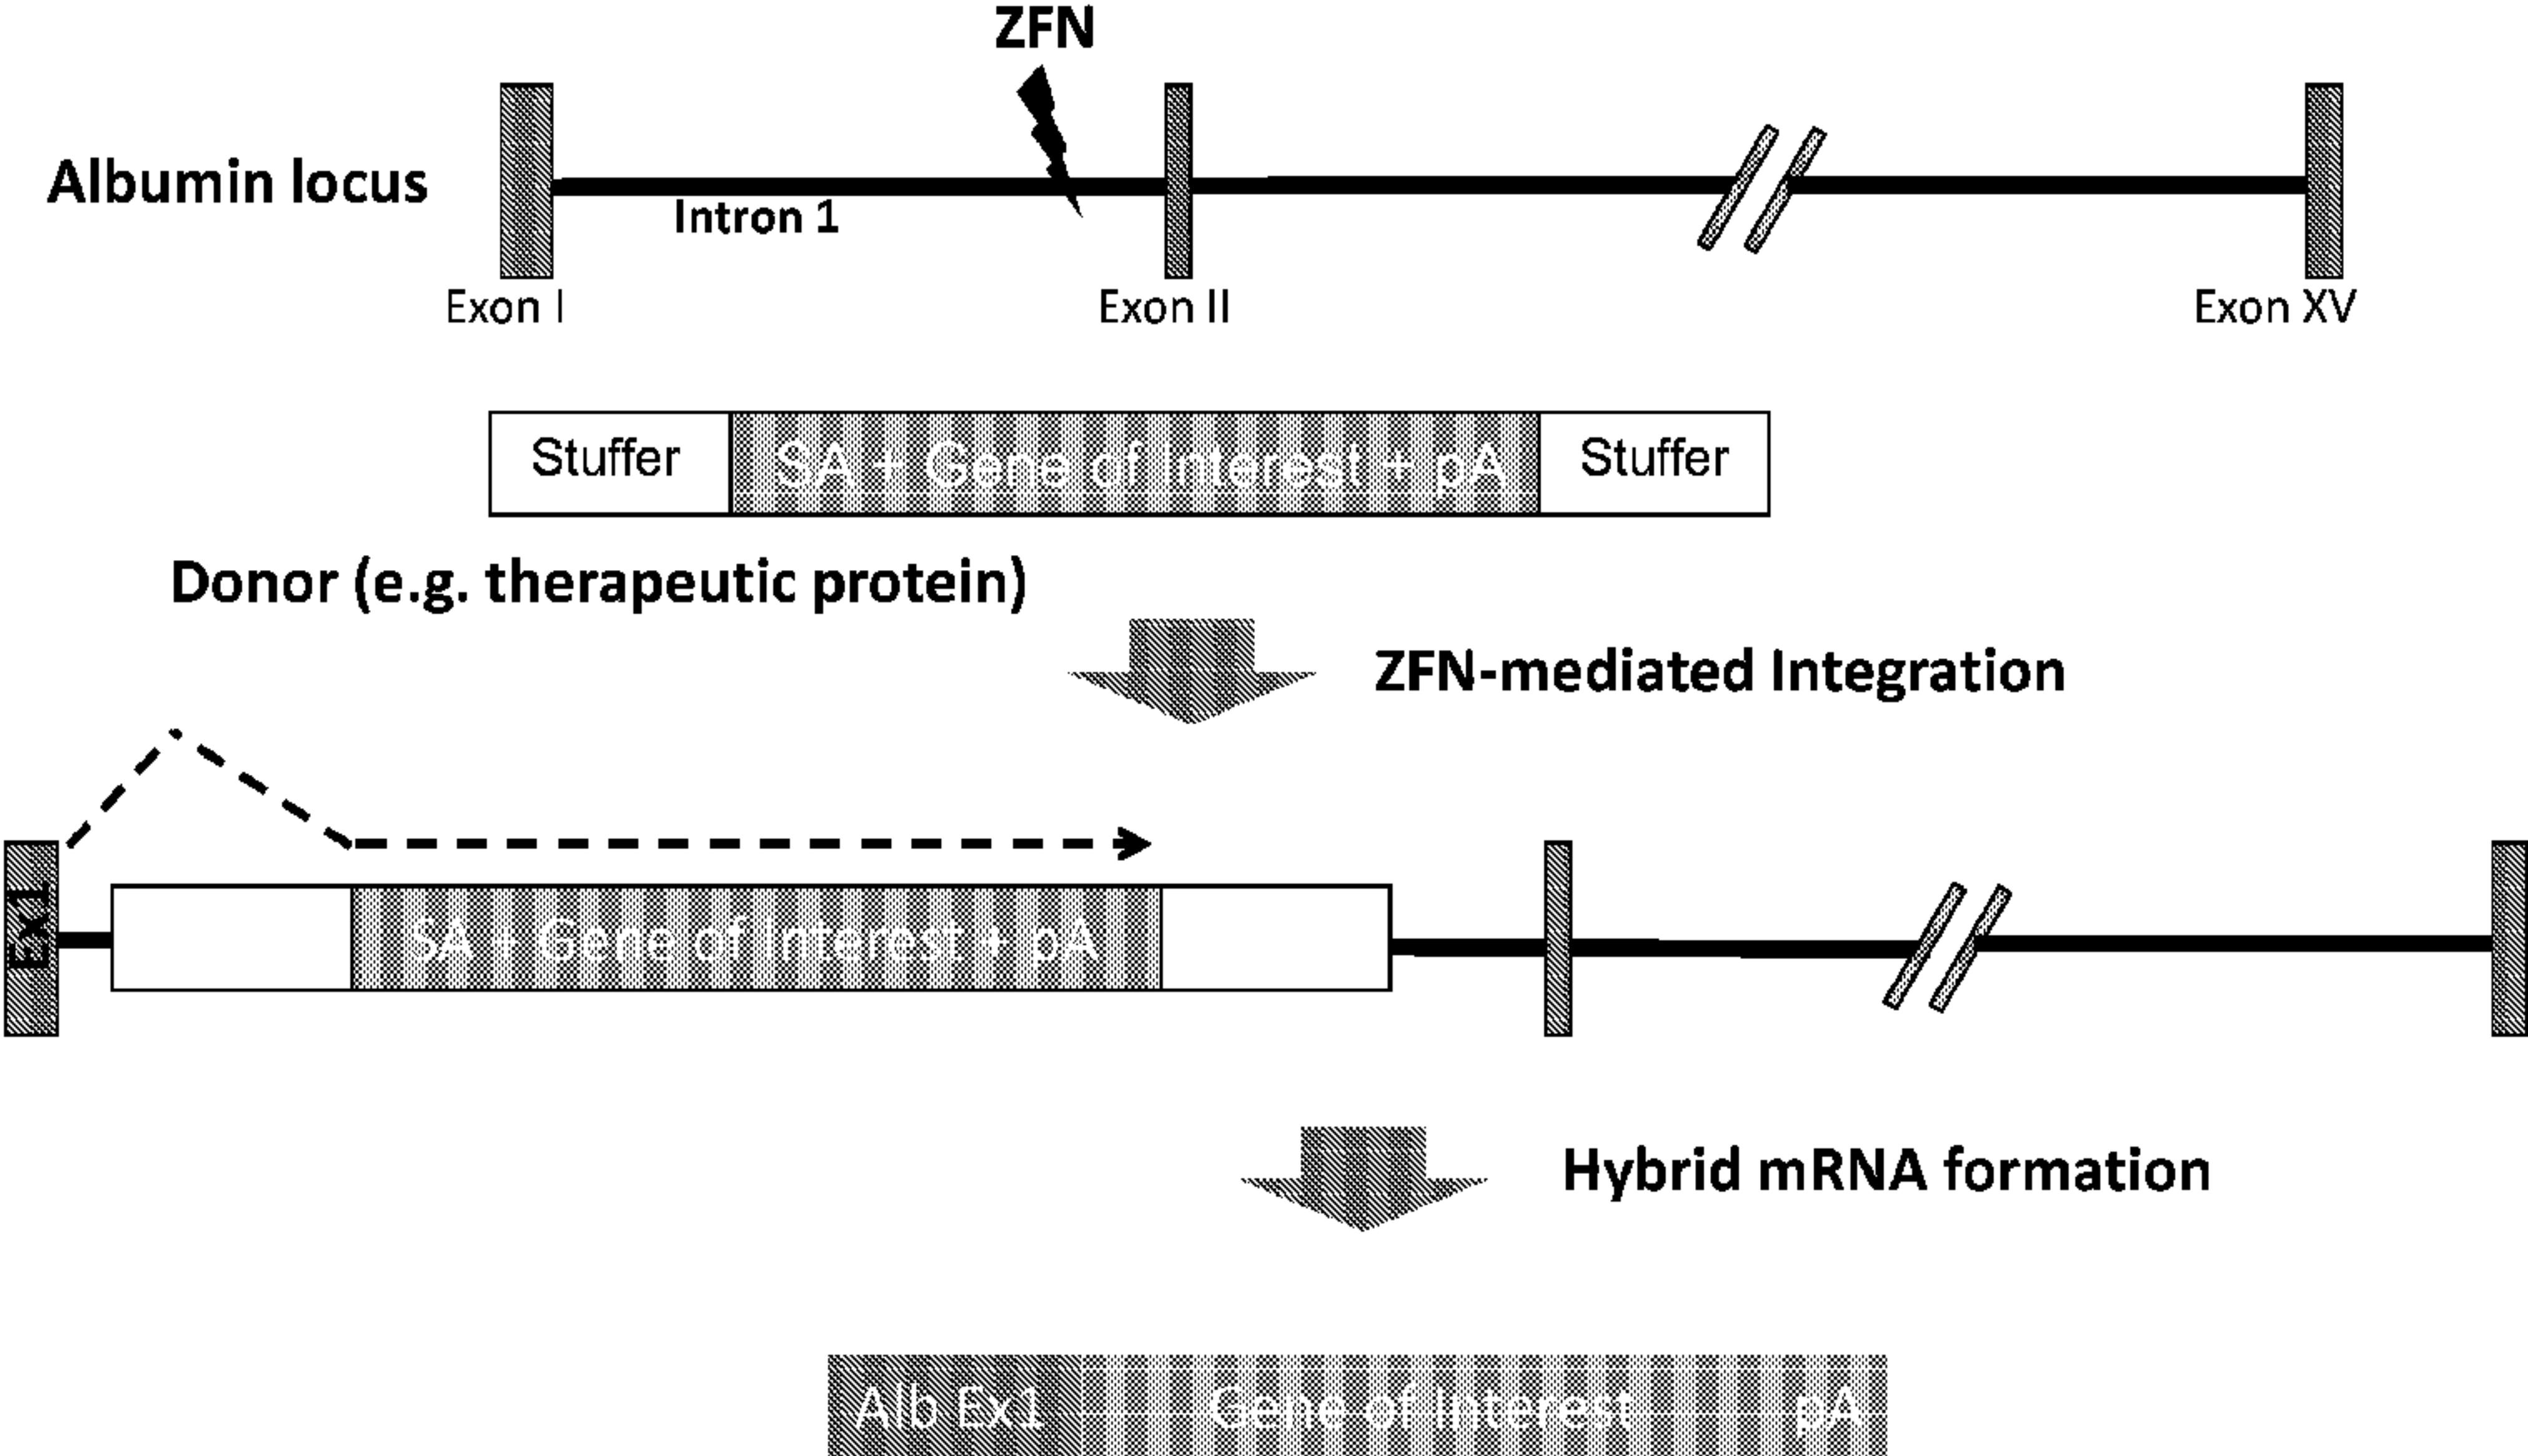 ZFN
Albumin locus
Intron 1
Exon I
Exon II
Exon XV
Stuffer
SA + Gene of Interest + pA
Stuffer
Donor (e.g. therapeutic protein)
ZFN-mediated Integration
Ex1
SA + Gene of Interest + pA
Hybrid mRNA formation
Alb Ex1
Gene of Interest
pA